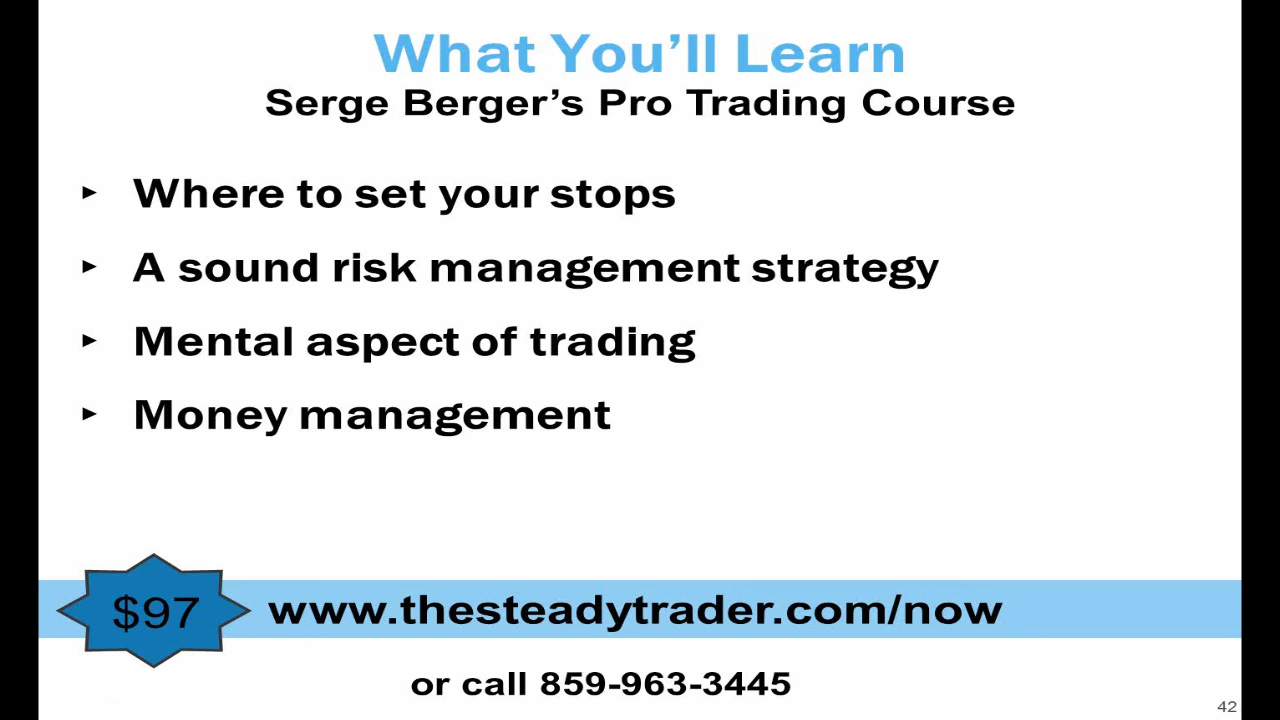 What You’ll Learn
Serge Berger’s Pro Trading Course
▸ Where to set your stops
▸ A sound risk management strategy
▸ Mental aspect of trading
▸ Money management
$97
www.thesteadytrader.com/now
or call 859-963-3445
42